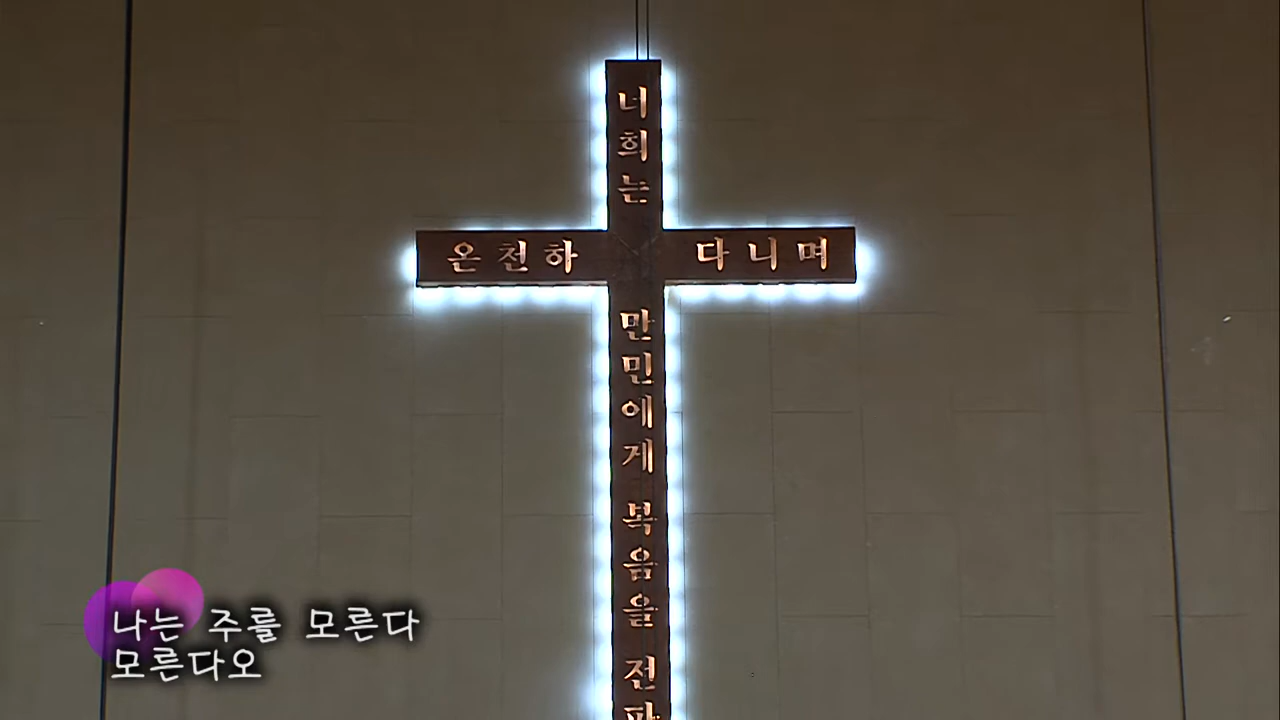 너희는
온천하 다니며
만민에게 복음을 전파
나는 주를 모른다
모른다오